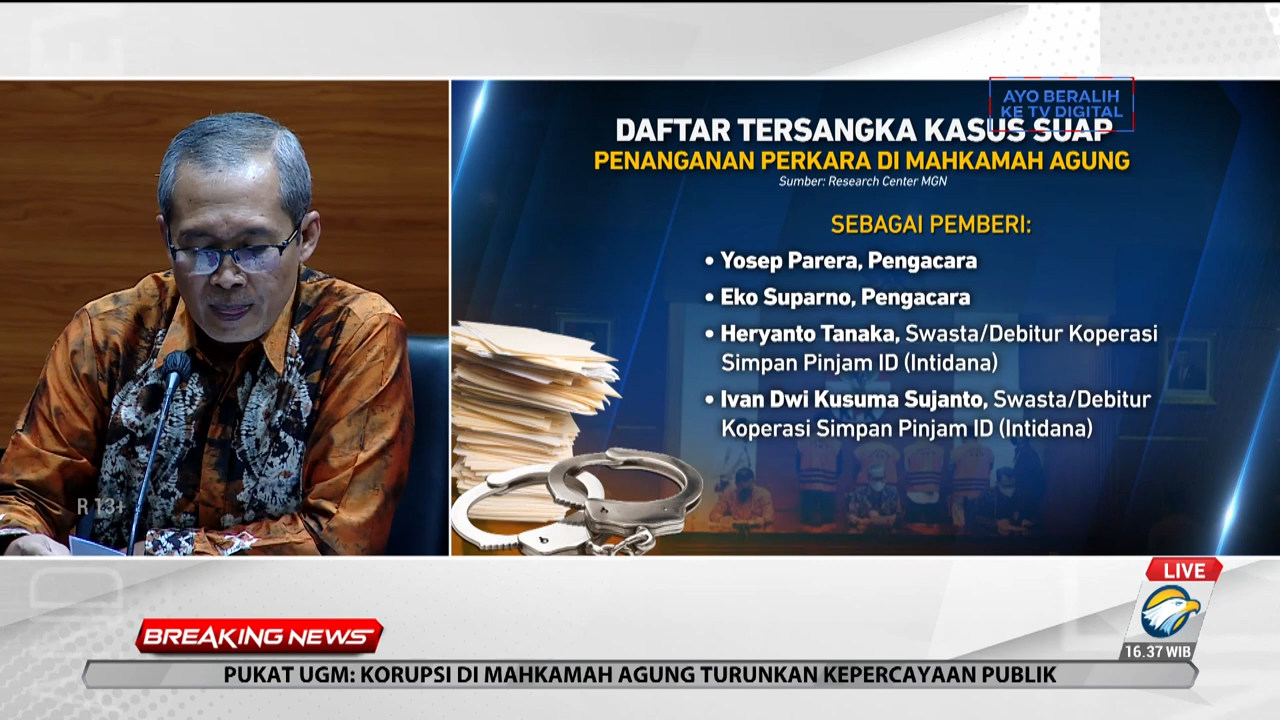 AYO BERALIH
KE TV DIGITAL
DAFTAR TERSANGKA KASUS SUAP
PENANGANAN PERKARA DI MAHKAMAH AGUNG
Sumber: Research Center MGN
SEBAGAI PEMBERI:
• Yosep Parera, Pengacara
• Eko Suparno, Pengacara
• Heryanto Tanaka, Swasta/Debitur Koperasi
Simpan Pinjam ID (Intidana)
• Ivan Dwi Kusuma Sujanto, Swasta/Debitur
Koperasi Simpan Pinjam ID (Intidana)
R 13+
LIVE
BREAKING NEWS
16.37 WIB
PUKAT UGM: KORUPSI DI MAHKAMAH AGUNG TURUNKAN KEPERCAYAAN PUBLIK